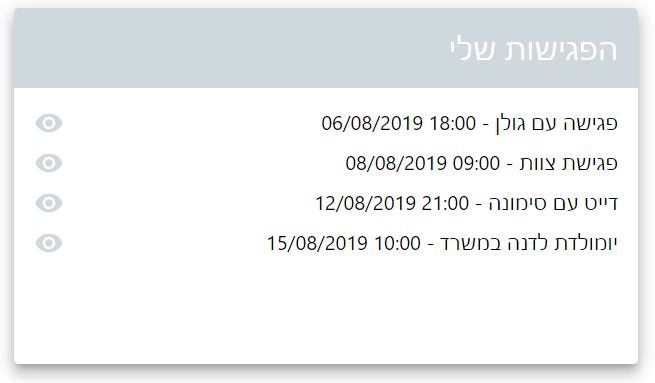 הפגישות שלי
פגישה עם גולן - 06/08/2019 18:00
פגישת צוות - 08/08/2019 09:00
דייט עם סימונה - 12/08/2019 21:00
יומולדת לדנה במשרד - 15/08/2019 10:00